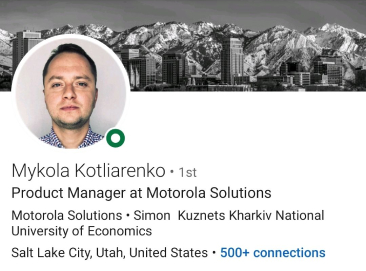 Mykola Kotliarenko • 1st
Product Manager at Motorola Solutions
Motorola Solutions • Simon Kuznets Kharkiv National
University of Economics
Salt Lake City, Utah, United States • 500+ connections